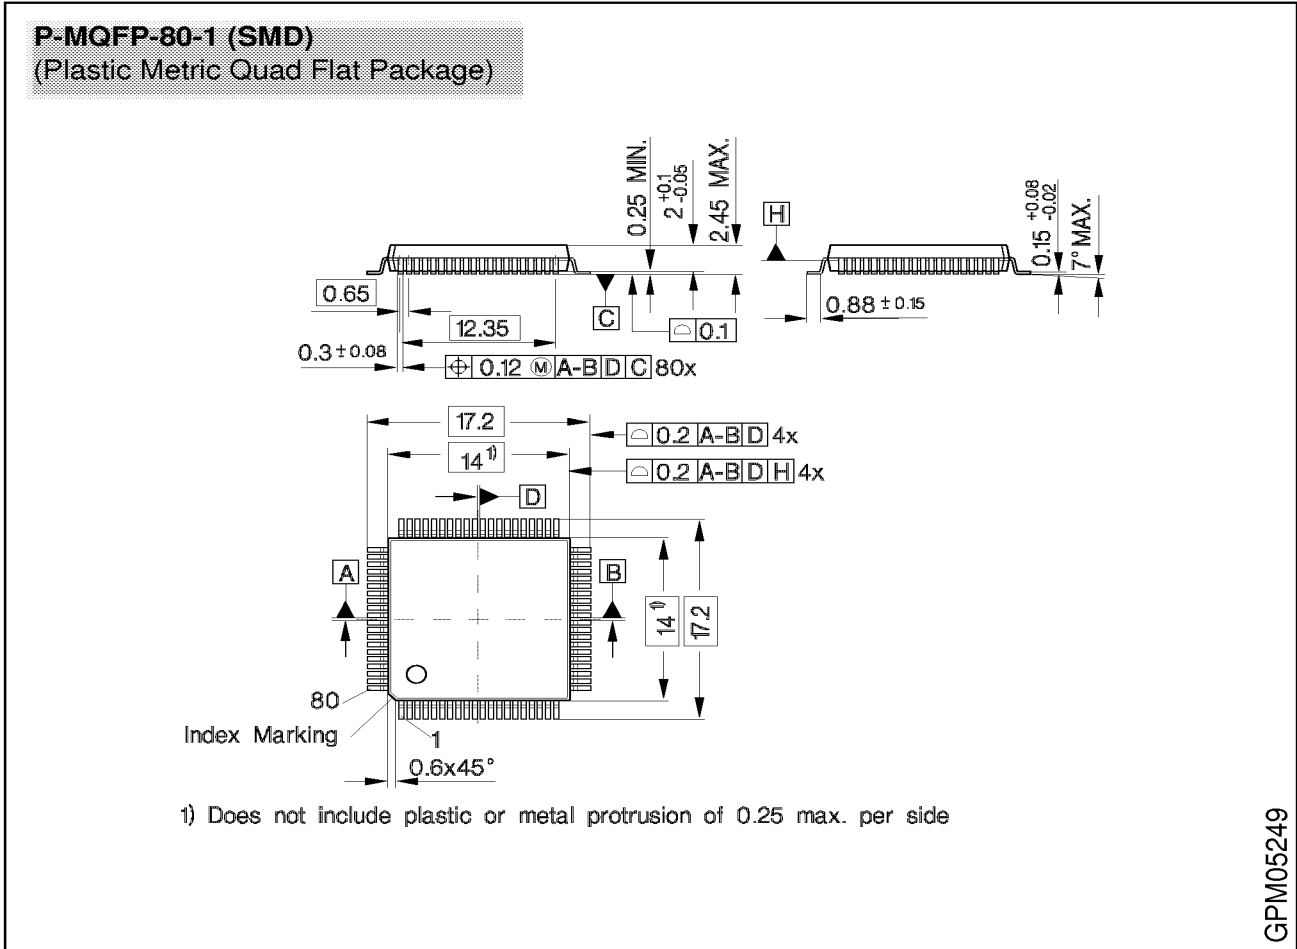 P-MQFP-80-1 (SMD)
(Plastic Metric Quad Flat Package)
0.25 MIN.
2 +0.1 -0.05
2.45 MAX.
H
0.15 +0.08 -0.02
7° MAX.
0.65
C
0.1
0.88 ± 0.15
12.35
0.3 ± 0.08
⌖ 0.12 Ⓜ A-B D C 80x
17.2
⌓ 0.2 A-B D 4x
14 1)
⌓ 0.2 A-B D H 4x
D
A
B
14 1)
17.2
80
Index Marking
1
0.6x45°
1) Does not include plastic or metal protrusion of 0.25 max. per side
GPM05249